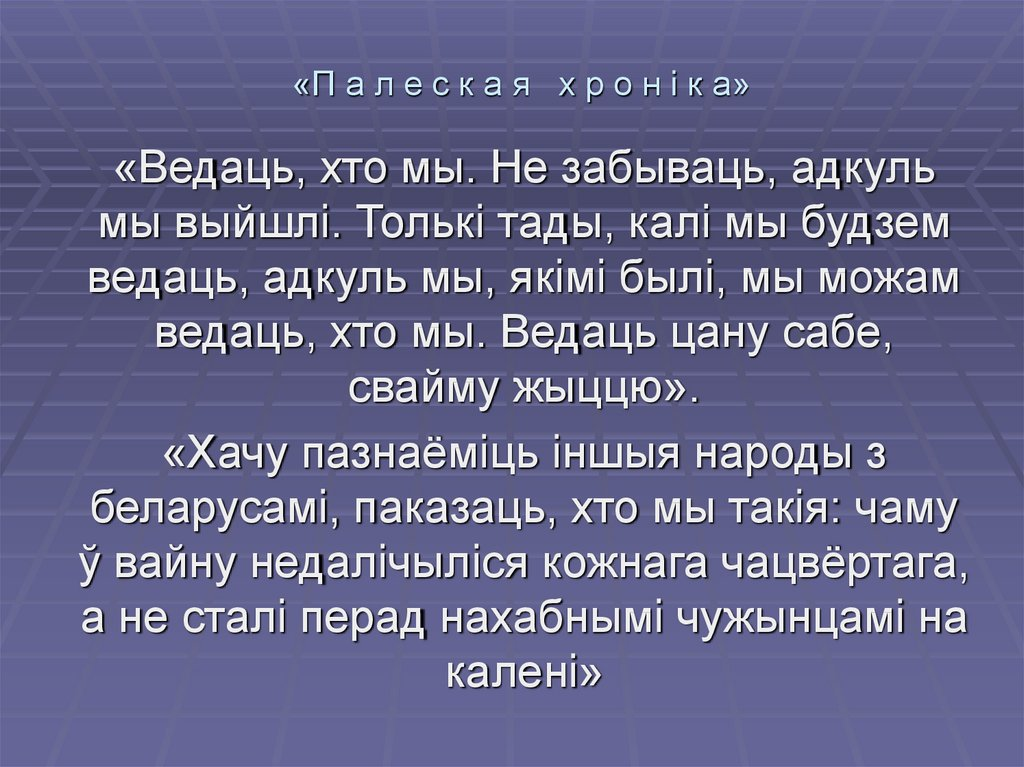 «П а л е с к а я х р о н і к а»
«Ведаць, хто мы. Не забываць, адкуль
мы выйшлі. Толькі тады, калі мы будзем
ведаць, адкуль мы, якімі былі, мы можам
ведаць, хто мы. Ведаць цану сабе,
свайму жыццю».
«Хачу пазнаёміць іншыя народы з
беларусамі, паказаць, хто мы такія: чаму
ў вайну недалічыліся кожнага чацвёртага,
а не сталі перад нахабнымі чужынцамі на
калені»